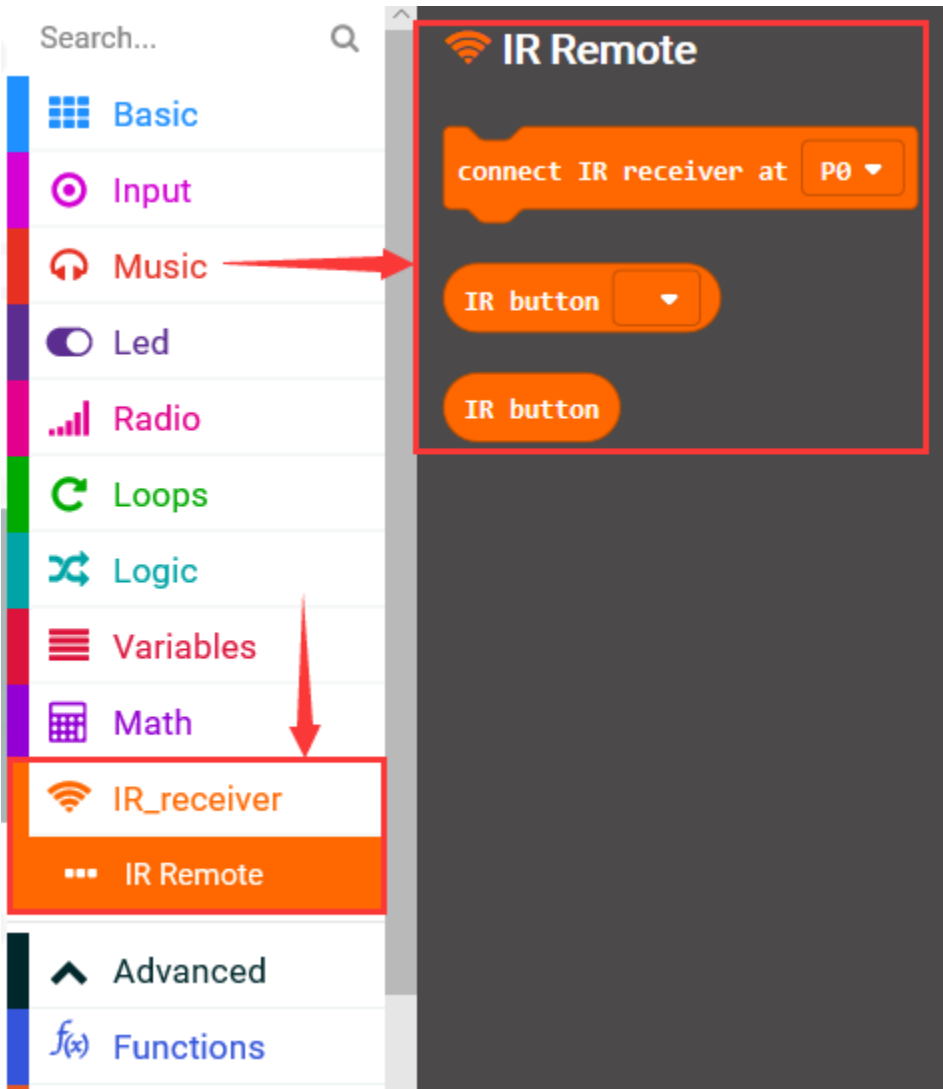 Search...
Basic
Input
Music
Led
Radio
Loops
Logic
Variables
Math
IR_receiver
IR Remote
Advanced
f(x) Functions
IR Remote
connect IR receiver at P0
IR button
IR button